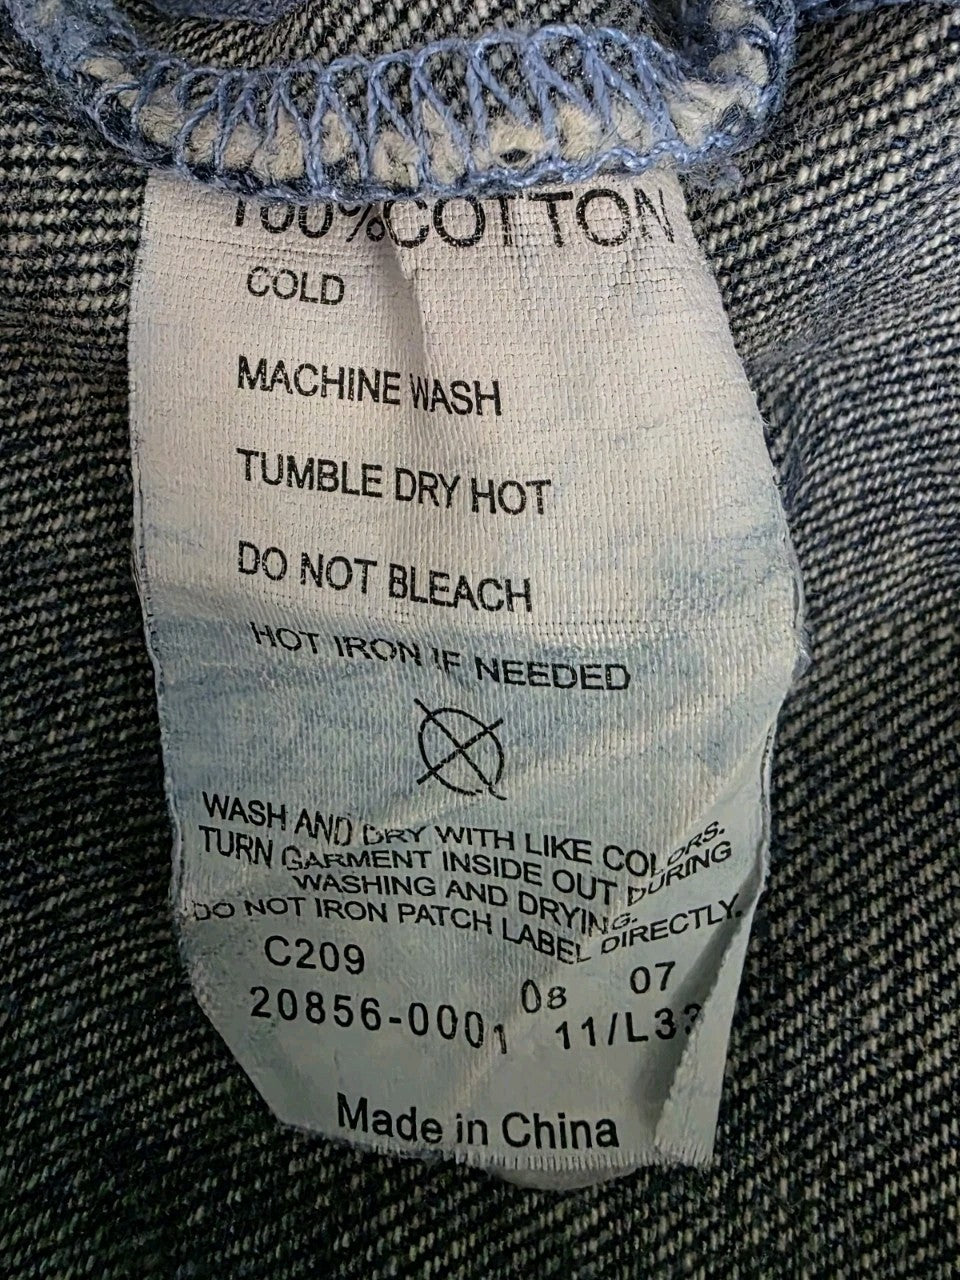 100%COTTON
COLD
MACHINE WASH
TUMBLE DRY HOT
DO NOT BLEACH
HOT IRON IF NEEDED
WASH AND DRY WITH LIKE COLORS.
TURN GARMENT INSIDE OUT DURING
WASHING AND DRYING.
DO NOT IRON PATCH LABEL DIRECTLY.
C209 08 07
20856-0001 11/L33
Made in China